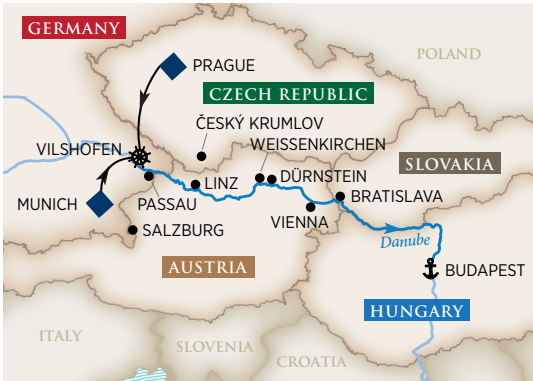 GERMANY
POLAND
PRAGUE
CZECH REPUBLIC
ČESKÝ KRUMLOV
VILSHOFEN
WEISSENKIRCHEN
SLOVAKIA
LINZ
DÜRNSTEIN
MUNICH
PASSAU
BRATISLAVA
SALZBURG
VIENNA
Danube
AUSTRIA
BUDAPEST
HUNGARY
ITALY
SLOVENIA
CROATIA